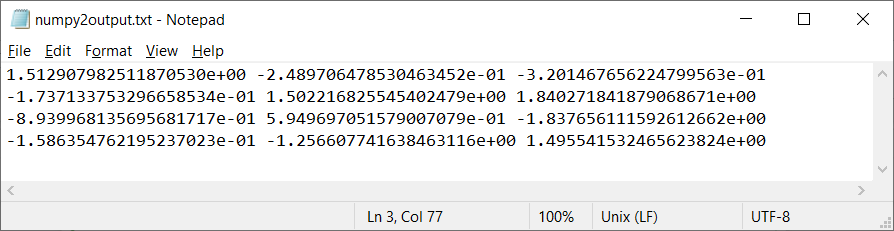 numpy2output.txt - Notepad
File Edit Format View Help
1.512907982511870530e+00 -2.489706478530463452e-01 -3.201467656224799563e-01
-1.737133753296658534e-01 1.502216825545402479e+00 1.840271841879068671e+00
-8.939968135695681717e-01 5.949697051579007079e-01 -1.837656111592612662e+00
-1.586354762195237023e-01 -1.256607741638463116e+00 1.495541532465623824e+00
Ln 3, Col 77 100% Unix (LF) UTF-8